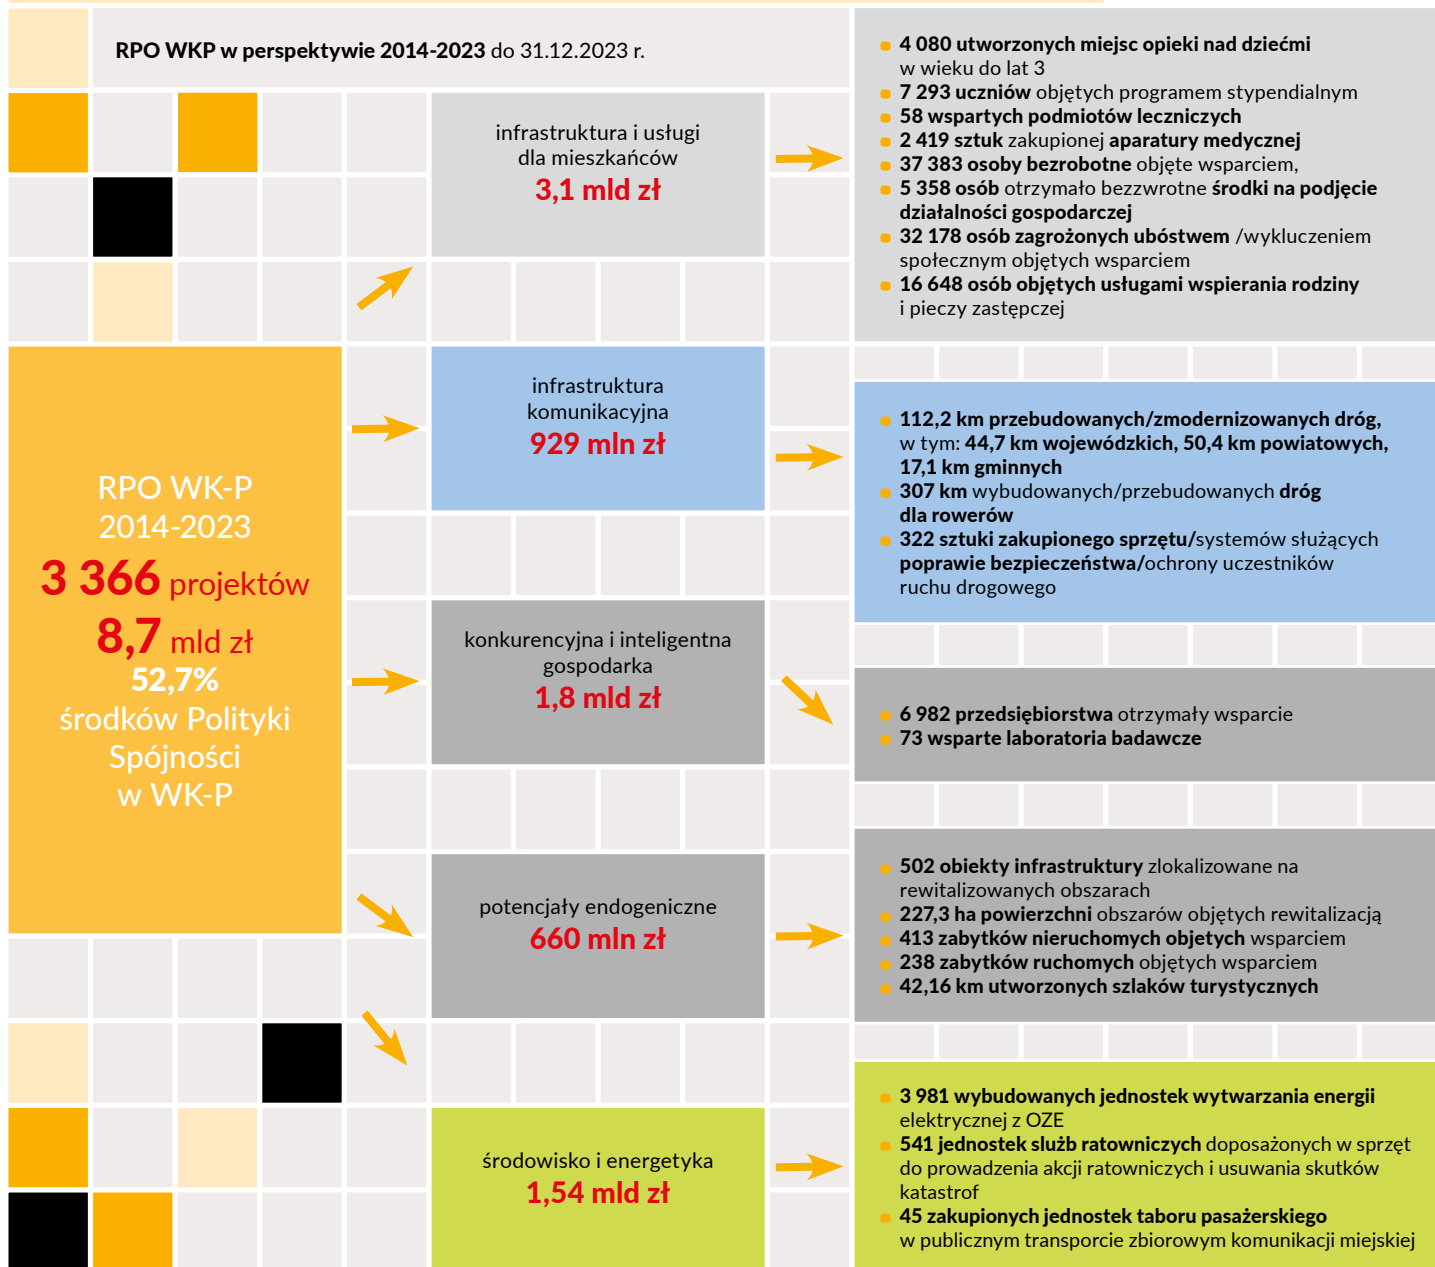 RPO WKP w perspektywie 2014-2023 do 31.12.2023 r.
RPO WK-P
2014-2023
3 366 projektów
8,7 mld zł
52,7%
środków Polityki
Spójności
w WK-P
infrastruktura i usługi
dla mieszkańców
3,1 mld zł
4 080 utworzonych miejsc opieki nad dziećmi
w wieku do lat 3
7 293 uczniów objętych programem stypendialnym
58 wspartych podmiotów leczniczych
2 419 sztuk zakupionej aparatury medycznej
37 383 osoby bezrobotne objęte wsparciem,
5 358 osób otrzymało bezzwrotne środki na podjęcie
działalności gospodarczej
32 178 osób zagrożonych ubóstwem /wykluczeniem
społecznym objętych wsparciem
16 648 osób objętych usługami wspierania rodziny
i pieczy zastępczej
infrastruktura
komunikacyjna
929 mln zł
112,2 km przebudowanych/zmodernizowanych dróg,
w tym: 44,7 km wojewódzkich, 50,4 km powiatowych,
17,1 km gminnych
307 km wybudowanych/przebudowanych dróg
dla rowerów
322 sztuki zakupionego sprzętu/systemów służących
poprawie bezpieczeństwa/ochrony uczestników
ruchu drogowego
konkurencyjna i inteligentna
gospodarka
1,8 mld zł
6 982 przedsiębiorstwa otrzymały wsparcie
73 wsparte laboratoria badawcze
potencjały endogeniczne
660 mln zł
502 obiekty infrastruktury zlokalizowane na
rewitalizowanych obszarach
227,3 ha powierzchni obszarów objętych rewitalizacją
413 zabytków nieruchomych objetych wsparciem
238 zabytków ruchomych objętych wsparciem
42,16 km utworzonych szlaków turystycznych
środowisko i energetyka
1,54 mld zł
3 981 wybudowanych jednostek wytwarzania energii
elektrycznej z OZE
541 jednostek slużb ratowniczych doposażonych w sprzęt
do prowadzenia akcji ratowniczych i usuwania skutków
katastrof
45 zakupionych jednostek taboru pasażerskiego
w publicznym transporcie zbiorowym komunikacji miejskiej